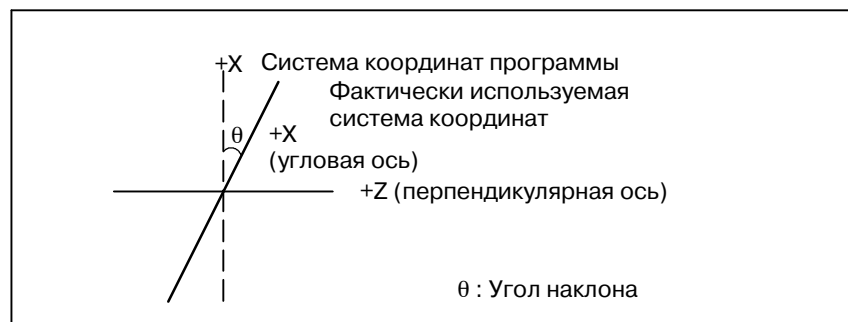 +X Система координат программы
Фактически используемая
система координат
θ +X
(угловая ось)
+Z (перпендикулярная ось)
θ : Угол наклона